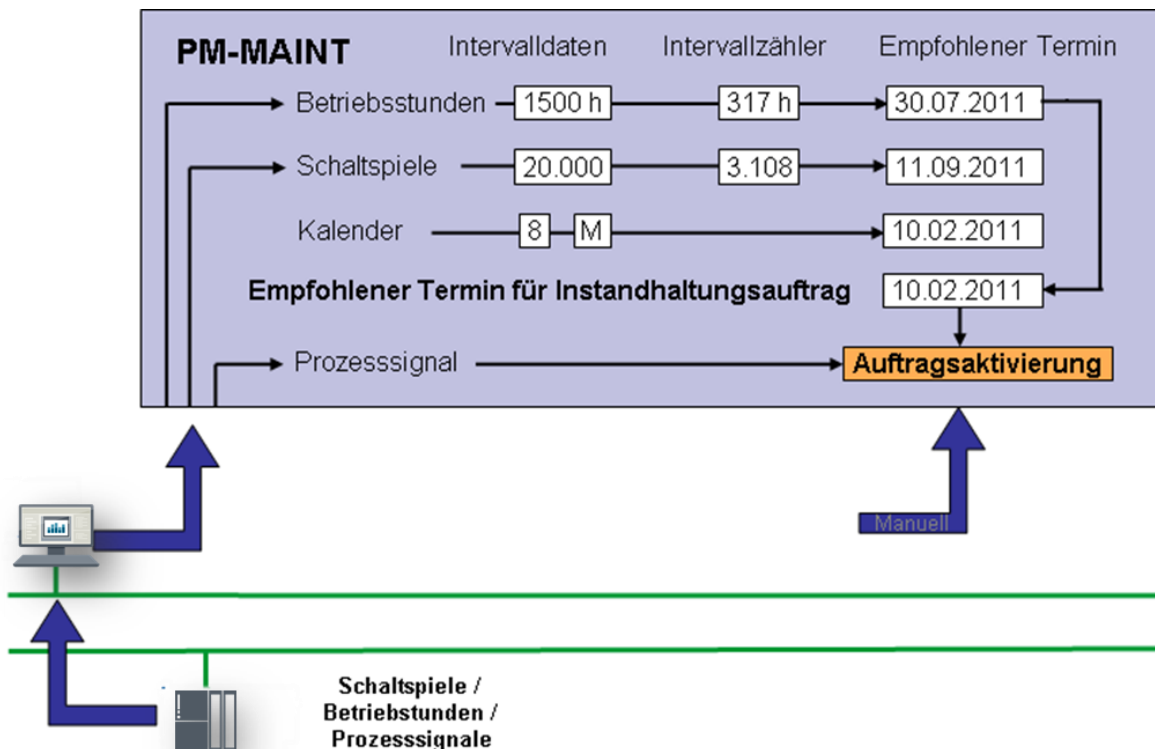 PM-MAINT Intervalldaten Intervallzähler Empfohlener Termin
Betriebsstunden 1500 h 317 h 30.07.2011
Schaltspiele 20.000 3.108 11.09.2011
Kalender 8 M 10.02.2011
Empfohlener Termin für Instandhaltungsauftrag 10.02.2011
Prozesssignal Auftragsaktivierung
Manuell
Schaltspiele /
Betriebstunden /
Prozesssignale